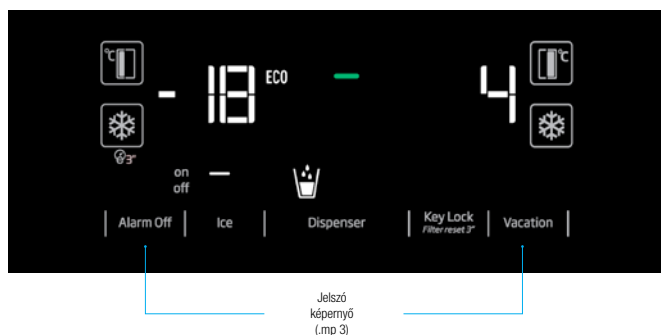 °C
°C
- 18
ECO
4
3"
on
off
Alarm Off
Ice
Dispenser
Key Lock
Filter reset 3"
Vacation
Jelszó
képernyő
(.mp 3)